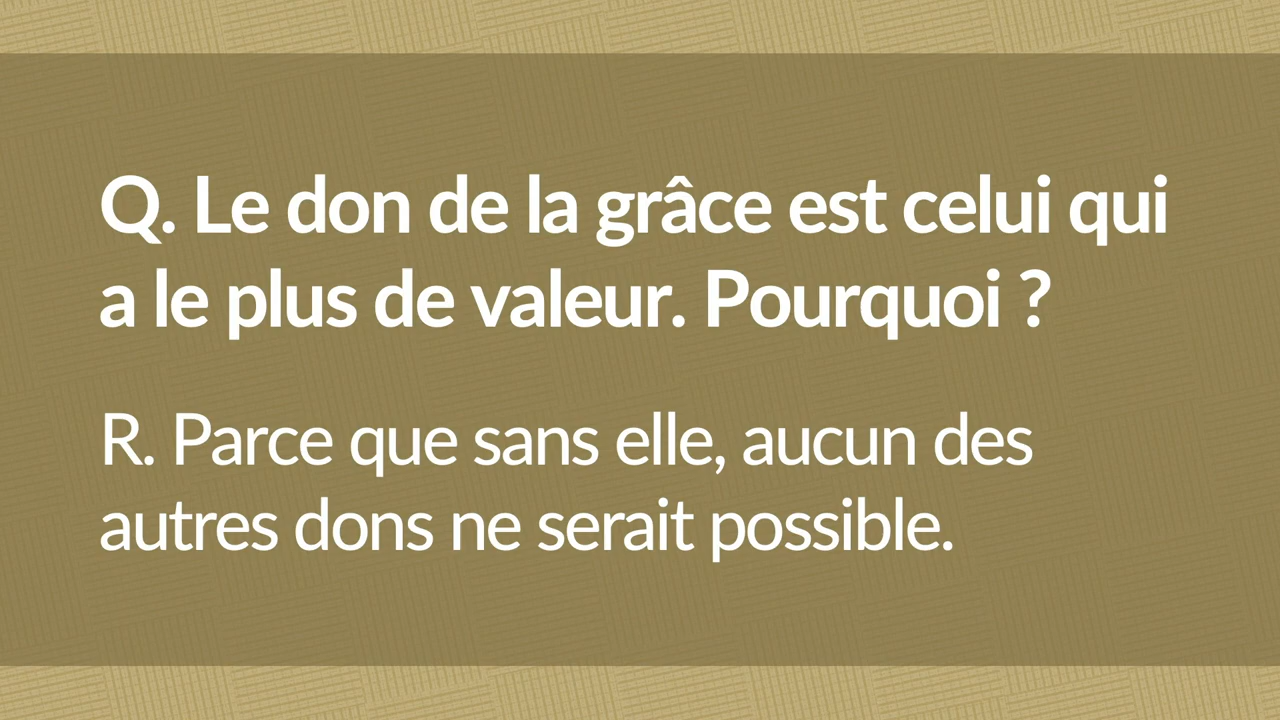 Q. Le don de la grâce est celui qui
a le plus de valeur. Pourquoi ?
R. Parce que sans elle, aucun des
autres dons ne serait possible.